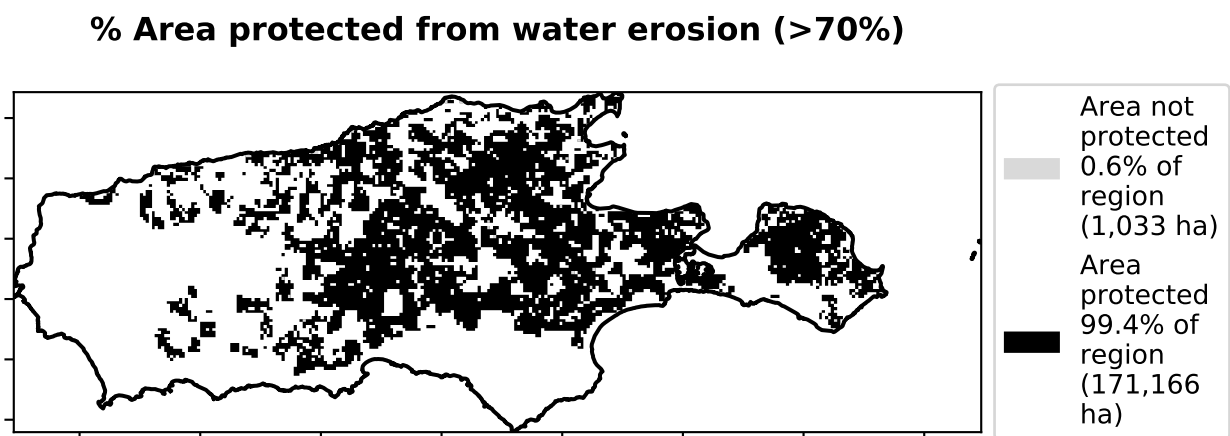 % Area protected from water erosion (>70%)
Area not
protected
0.6% of
region
(1,033 ha)
Area
protected
99.4% of
region
(171,166
ha)